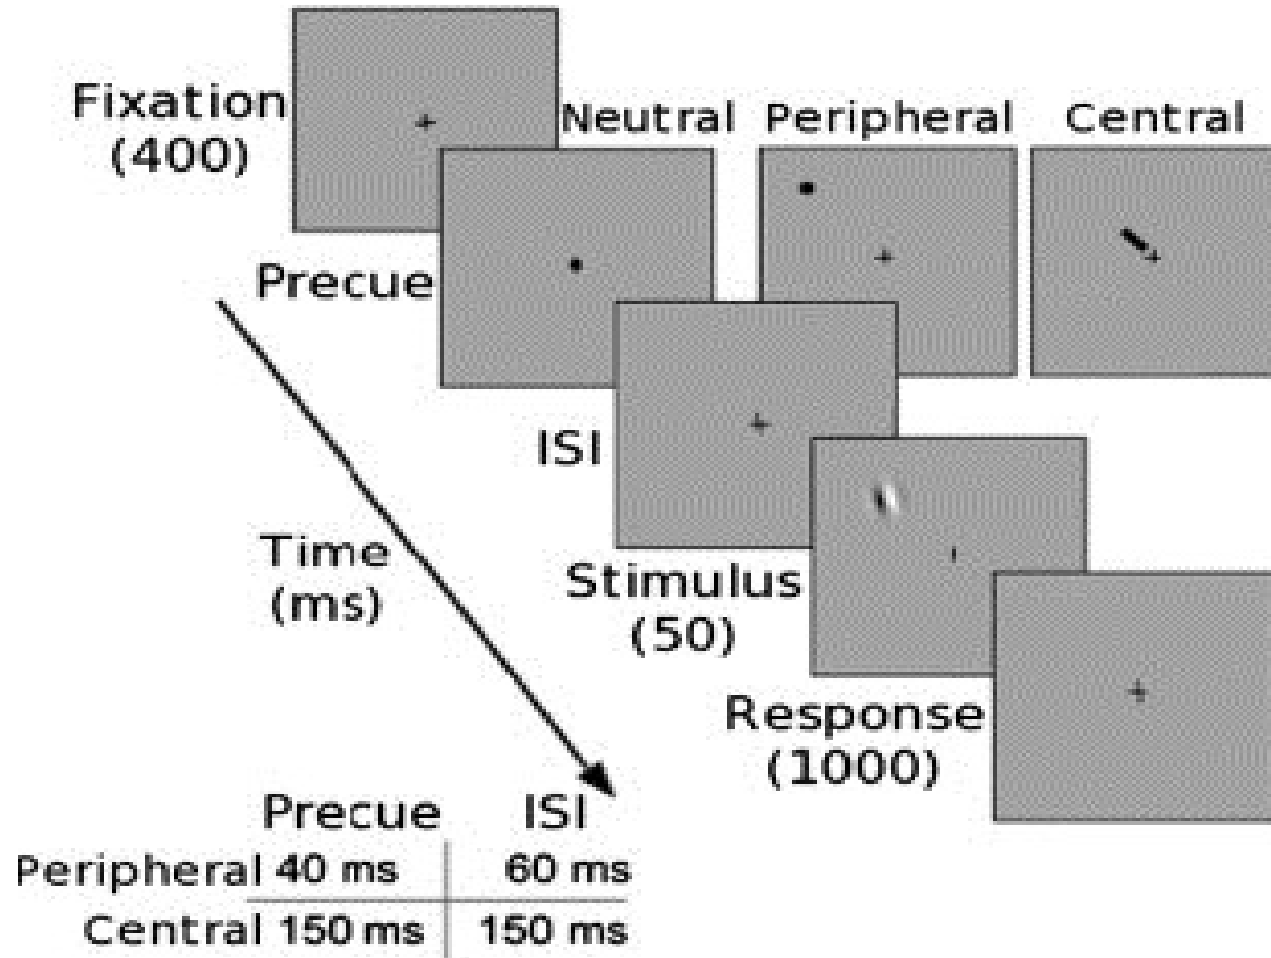 Fixation
(400)
Neutral Peripheral Central
Precue
ISI
Time
(ms)
Stimulus
(50)
Response
(1000)
Precue ISI
Peripheral 40 ms 60 ms
Central 150 ms 150 ms